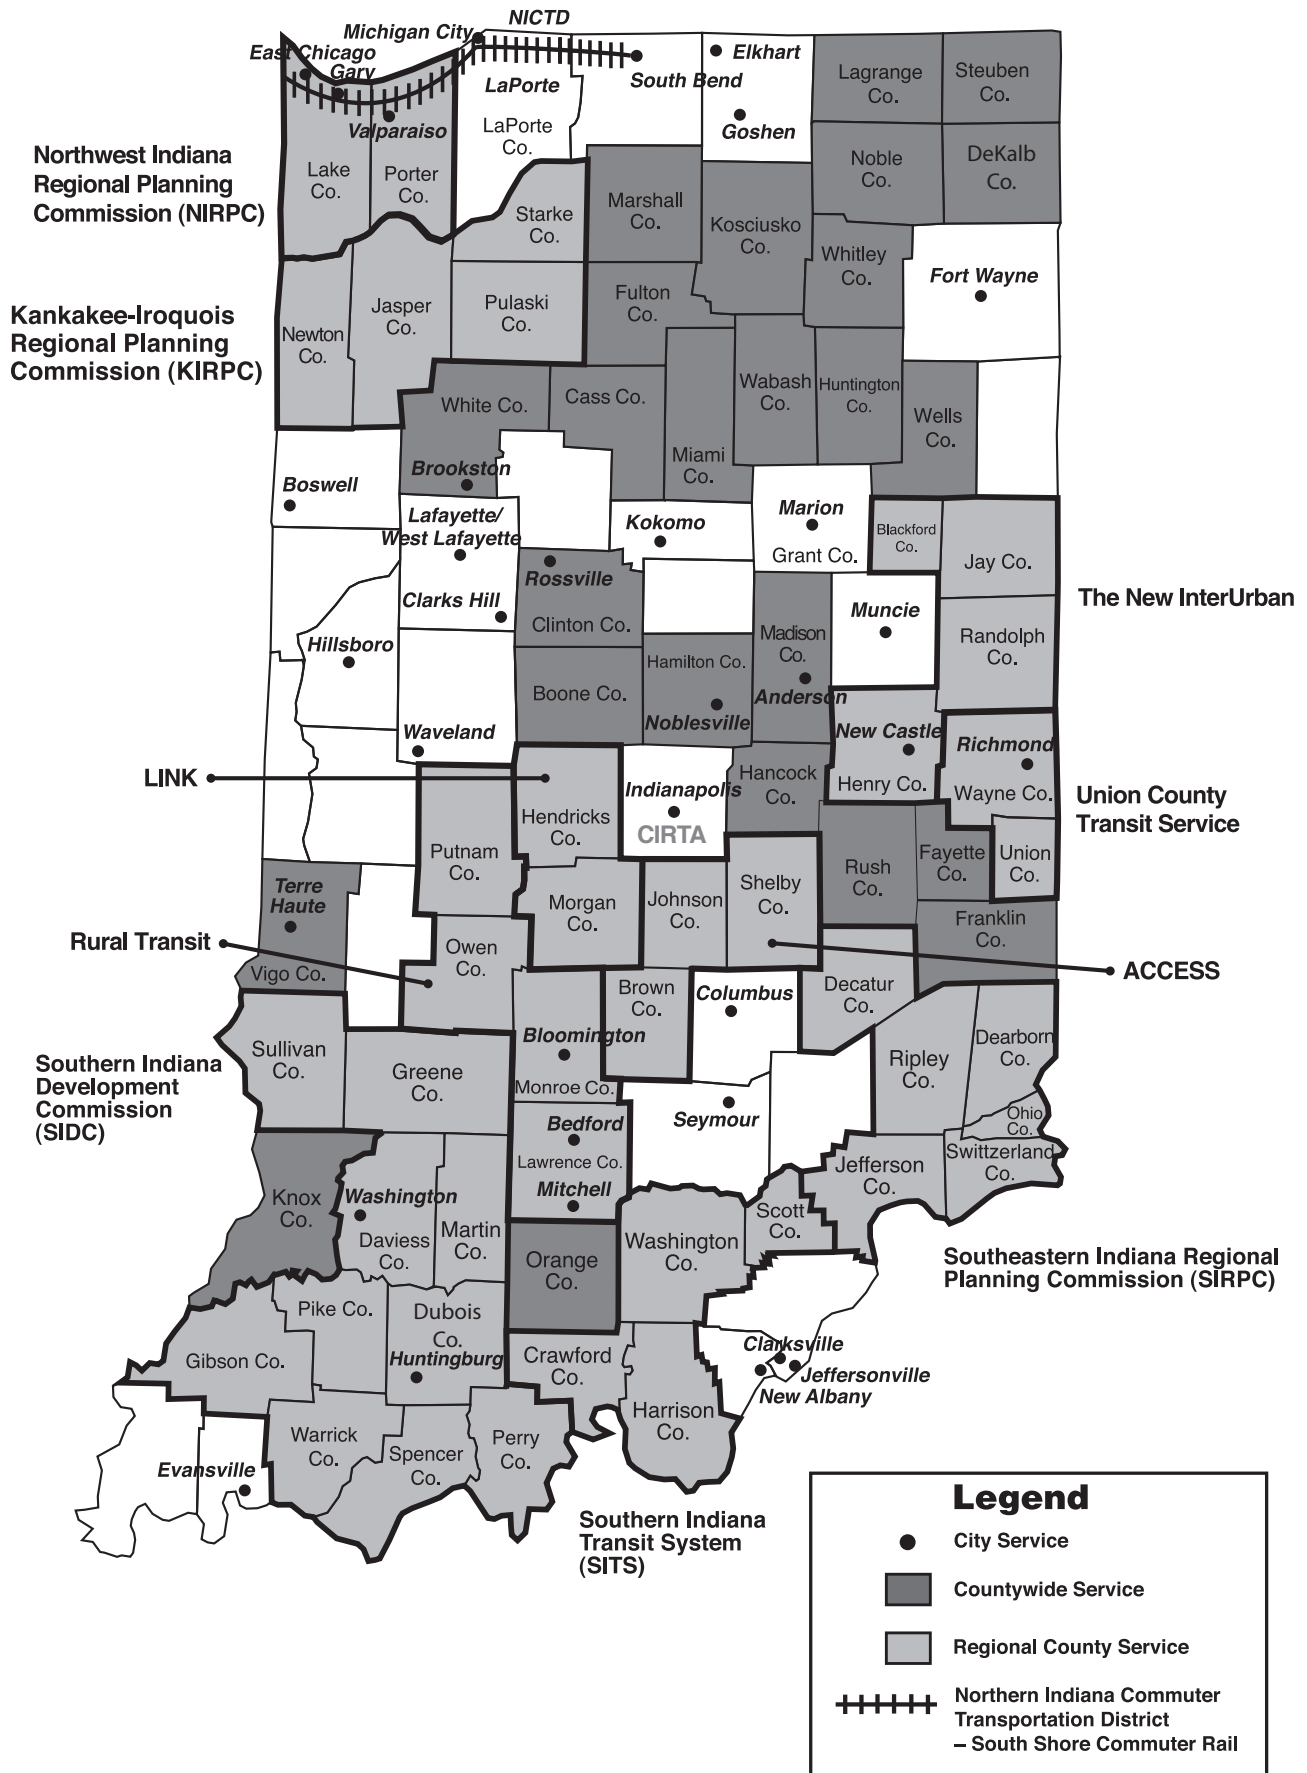 NICTD
Michigan City
East Chicago
Gary
Elkhart
South Bend
LaPorte
Valparaiso
Goshen
LaPorte
Co.
Lagrange
Co.
Steuben
Co.
Northwest Indiana
Regional Planning
Commission (NIRPC)
Lake
Co.
Porter
Co.
Noble
Co.
DeKalb
Co.
Starke
Co.
Marshall
Co.
Kosciusko
Co.
Whitley
Co.
Fort Wayne
Kankakee-Iroquois
Regional Planning
Commission (KIRPC)
Newton
Co.
Jasper
Co.
Pulaski
Co.
Fulton
Co.
White Co.
Cass Co.
Miami
Co.
Wabash
Co.
Huntington
Co.
Wells
Co.
Boswell
Brookston
Lafayette/
West Lafayette
Kokomo
Marion
Grant Co.
Blackford
Co.
Jay Co.
Rossville
Clinton Co.
Clarks Hill
Hillsboro
Muncie
The New InterUrban
Madison
Co.
Anderson
Randolph
Co.
Boone Co.
Hamilton Co.
Noblesville
Waveland
New Castle
Henry Co.
Richmond
Wayne Co.
LINK
Hendricks
Co.
Indianapolis
CIRTA
Hancock
Co.
Union County
Transit Service
Putnam
Co.
Morgan
Co.
Johnson
Co.
Shelby
Co.
Rush
Co.
Fayette
Co.
Union
Co.
Terre
Haute
Vigo Co.
Rural Transit
Owen
Co.
Franklin
Co.
ACCESS
Brown
Co.
Columbus
Decatur
Co.
Southern Indiana
Development
Commission
(SIDC)
Sullivan
Co.
Greene
Co.
Bloomington
Monroe Co.
Ripley
Co.
Dearborn
Co.
Ohio
Co.
Seymour
Bedford
Lawrence Co.
Mitchell
Jefferson
Co.
Switzerland
Co.
Knox
Co.
Washington
Daviess
Co.
Martin
Co.
Washington
Co.
Scott
Co.
Orange
Co.
Southeastern Indiana Regional
Planning Commission (SIRPC)
Pike Co.
Dubois
Co.
Huntingburg
Gibson Co.
Crawford
Co.
Clarksville
Jeffersonville
New Albany
Harrison
Co.
Warrick
Co.
Spencer
Co.
Perry
Co.
Evansville
Southern Indiana
Transit System
(SITS)
Legend
City Service
Countywide Service
Regional County Service
Northern Indiana Commuter
Transportation District
– South Shore Commuter Rail